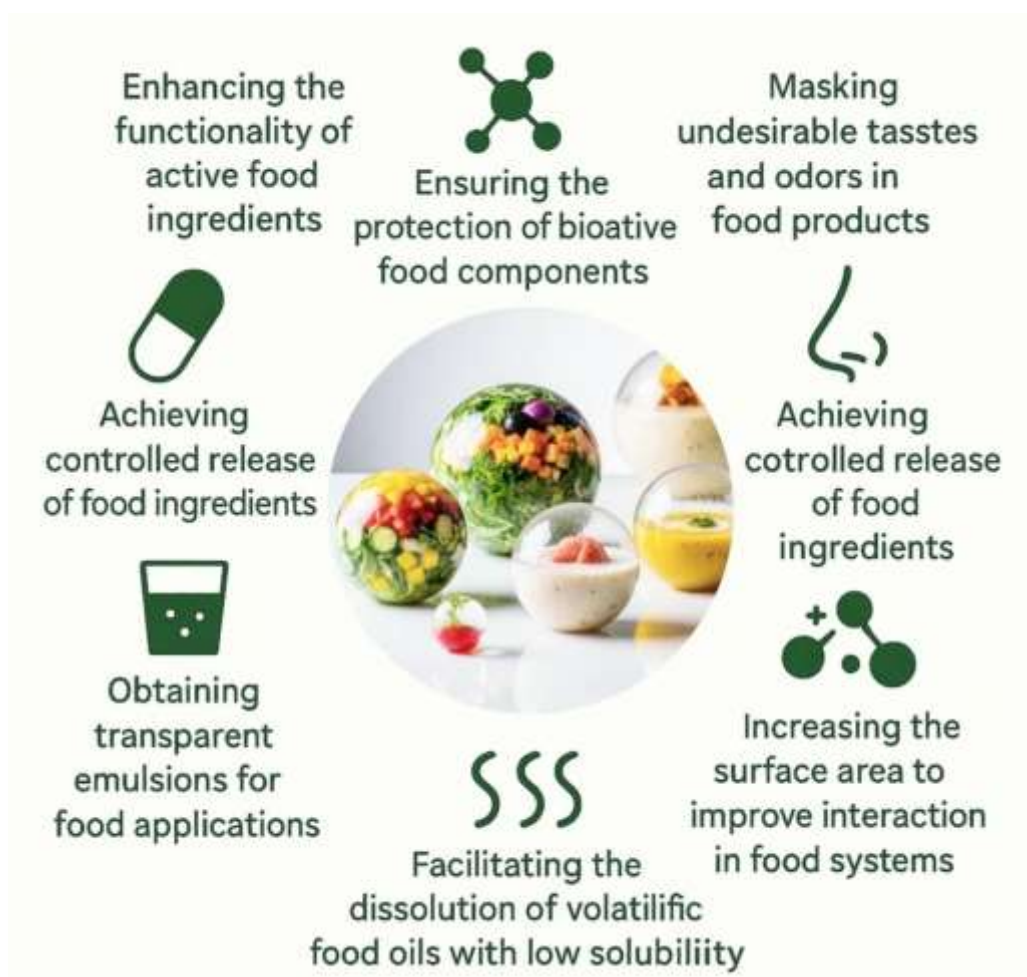 Enhancing the
functionality of
active food
ingredients
Ensuring the
protection of bioative
food components
Masking
undesirable tasstes
and odors in
food products
Achieving
controlled release
of food ingredients
Achieving
cotrolled release
of food
ingredients
Obtaining
transparent
emulsions for
food applications
Increasing the
surface area to
improve interaction
in food systems
Facilitating the
dissolution of volatilific
food oils with low solubiliity